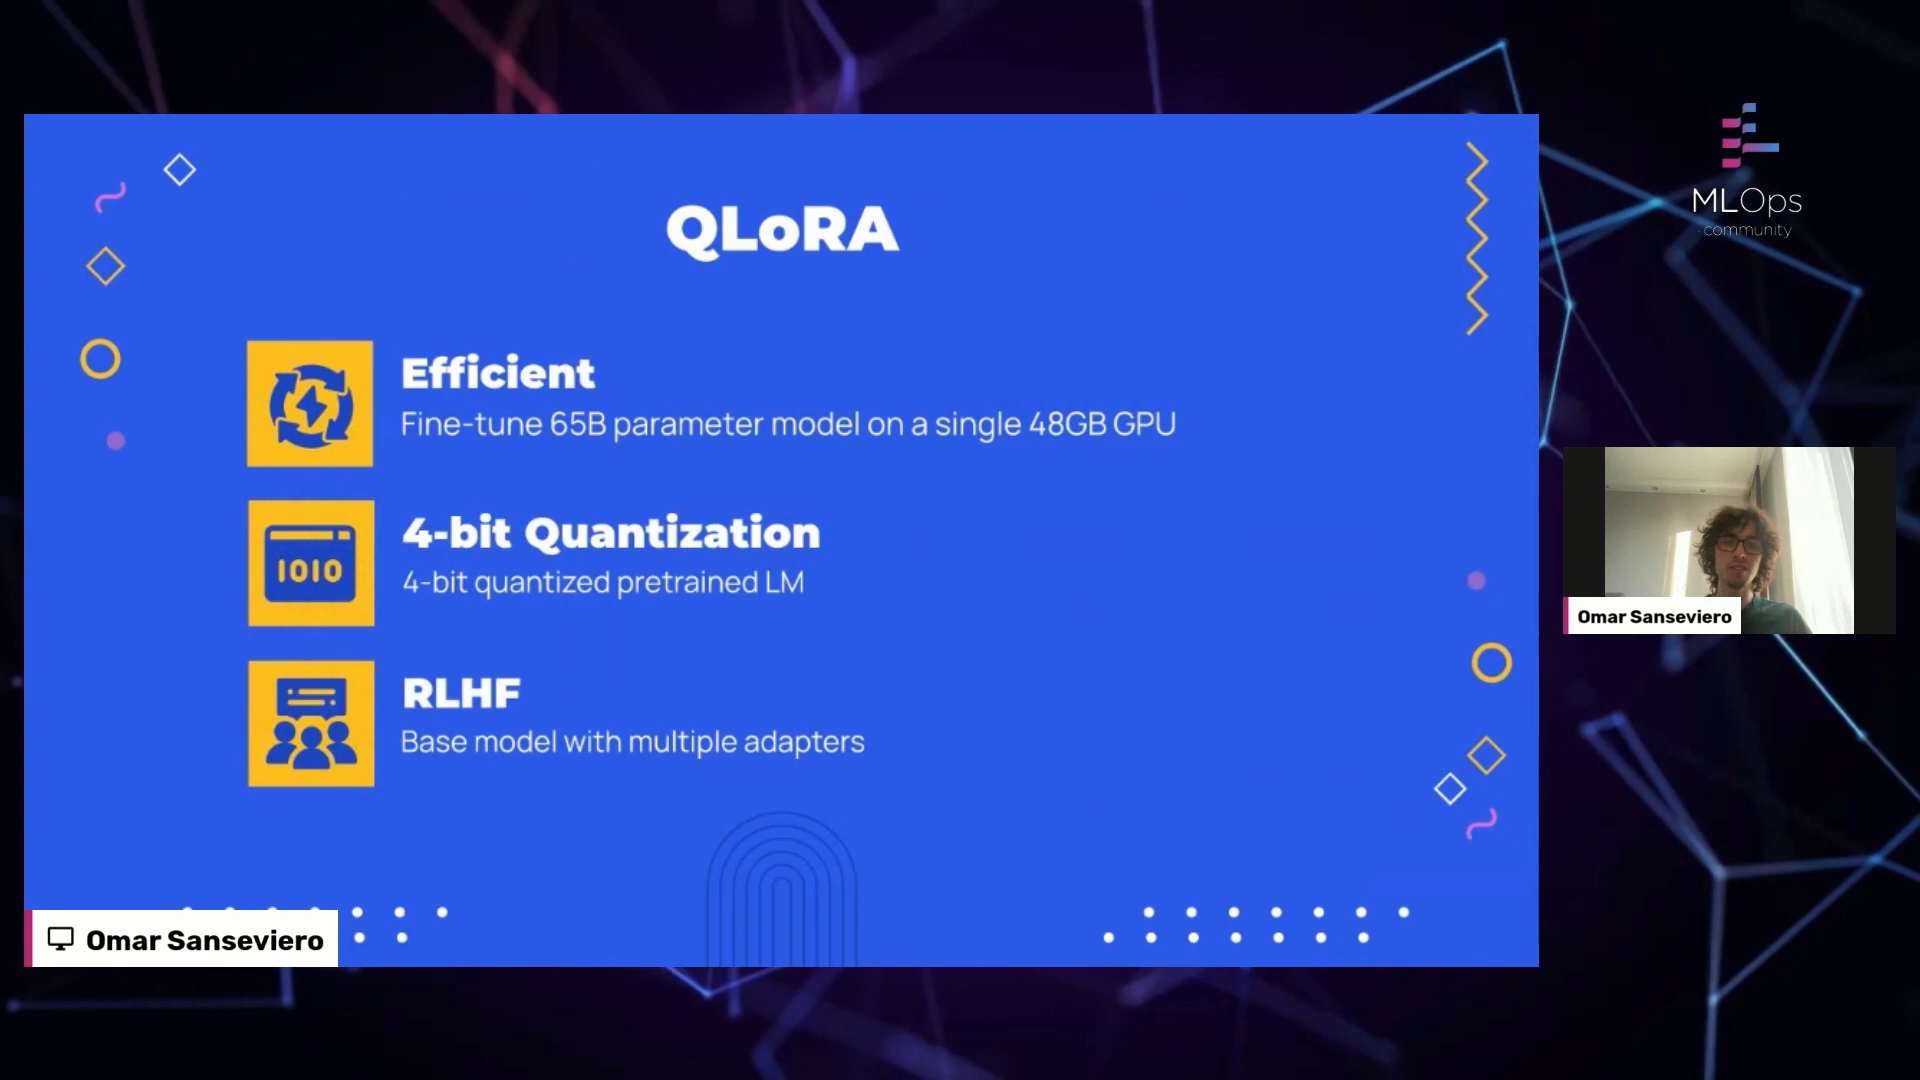 QLoRA
Efficient
Fine-tune 65B parameter model on a single 48GB GPU
4-bit Quantization
1010
4-bit quantized pretrained LM
RLHF
Base model with multiple adapters
Omar Sanseviero
MLOps
community
Omar Sanseviero